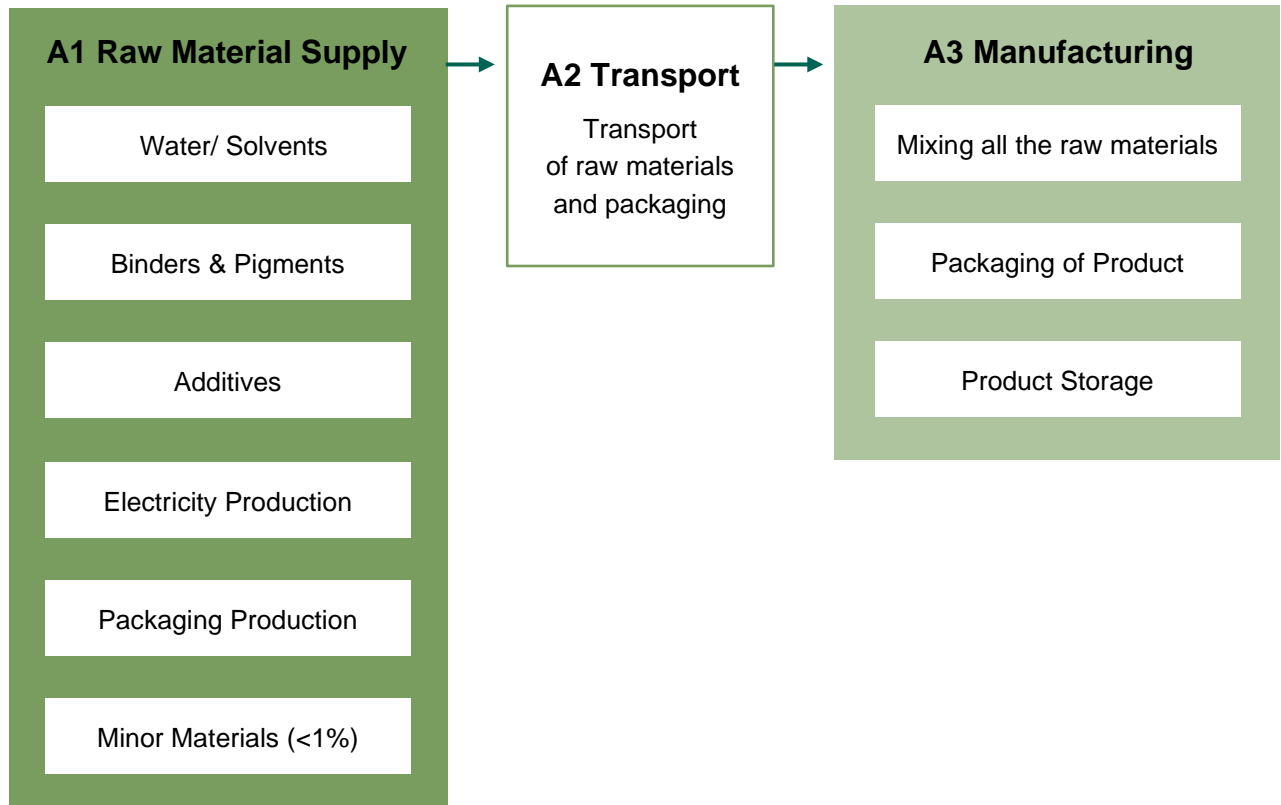 A1 Raw Material Supply
Water/ Solvents
Binders & Pigments
Additives
Electricity Production
Packaging Production
Minor Materials (<1%)
A2 Transport
Transport
of raw materials
and packaging
A3 Manufacturing
Mixing all the raw materials
Packaging of Product
Product Storage